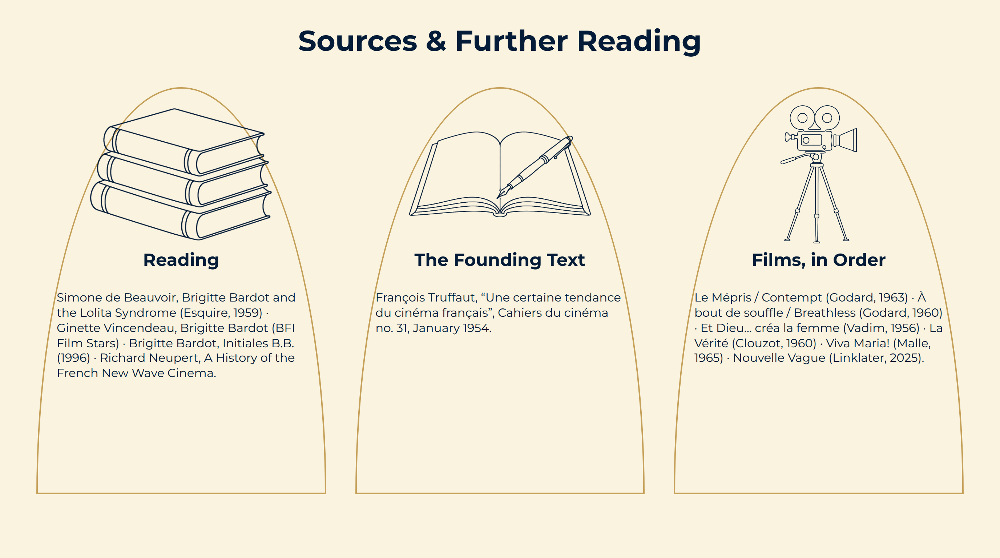 Sources & Further Reading
Reading
Simone de Beauvoir, Brigitte Bardot and
the Lolita Syndrome (Esquire, 1959) ·
Ginette Vincendeau, Brigitte Bardot (BFI
Film Stars) · Brigitte Bardot, Initiales B.B.
(1996) · Richard Neupert, A History of the
French New Wave Cinema.
The Founding Text
François Truffaut, “Une certaine tendance
du cinéma français”, Cahiers du cinéma
no. 31, January 1954.
Films, in Order
Le Mépris / Contempt (Godard, 1963) · À
bout de souffle / Breathless (Godard, 1960)
· Et Dieu… créa la femme (Vadim, 1956) · La
Vérité (Clouzot, 1960) · Viva Maria! (Malle,
1965) · Nouvelle Vague (Linklater, 2025).